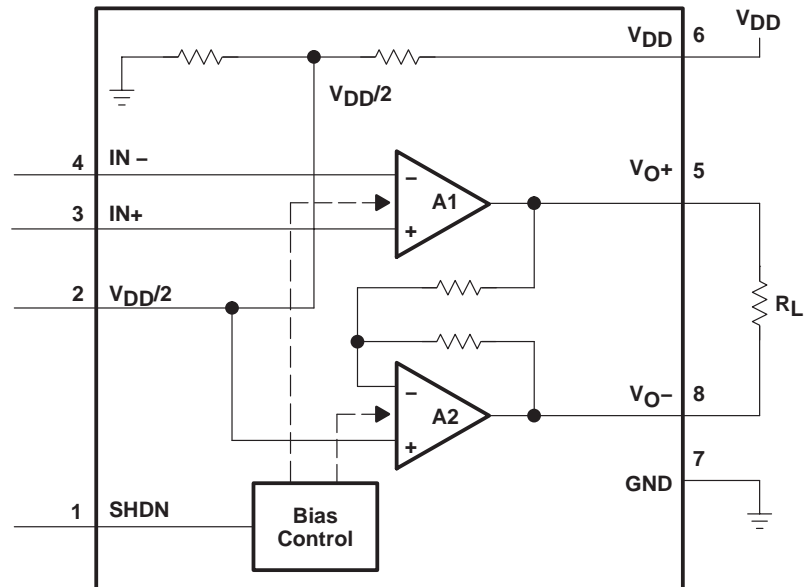 VDD 6 VDD
VDD/2
4 IN –
– A1 +
VO+ 5
3 IN+
2 VDD/2
RL
– A2 +
VO– 8
7
GND
1 SHDN
Bias
Control